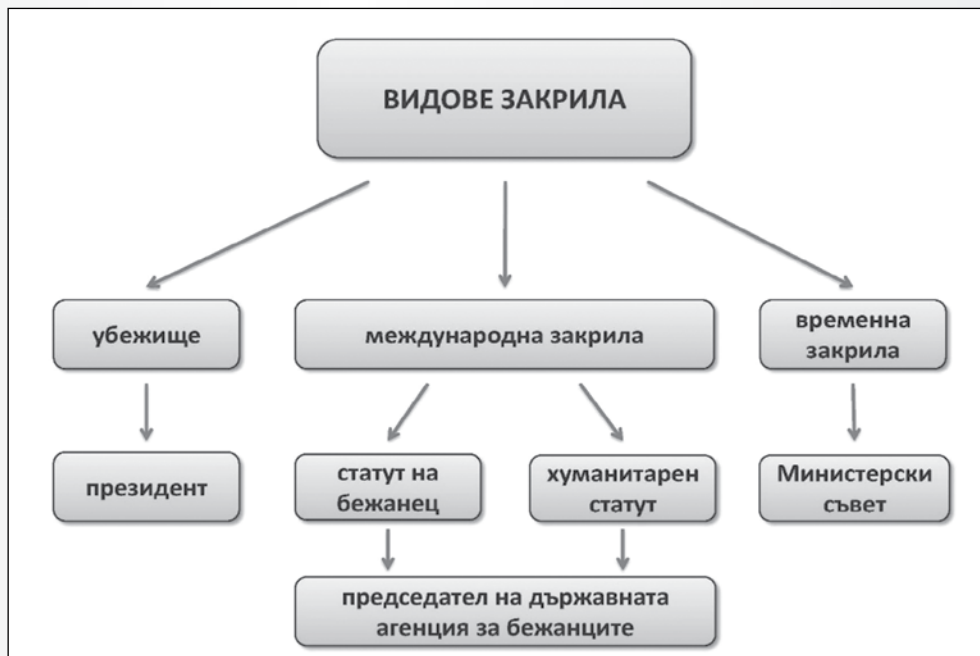 ВИДОВЕ ЗАКРИЛА
убежище
международна закрила
временна
закрила
президент
статут на
бежанец
хуманитарен
статут
Министерски
съвет
председател на държавната
агенция за бежанците